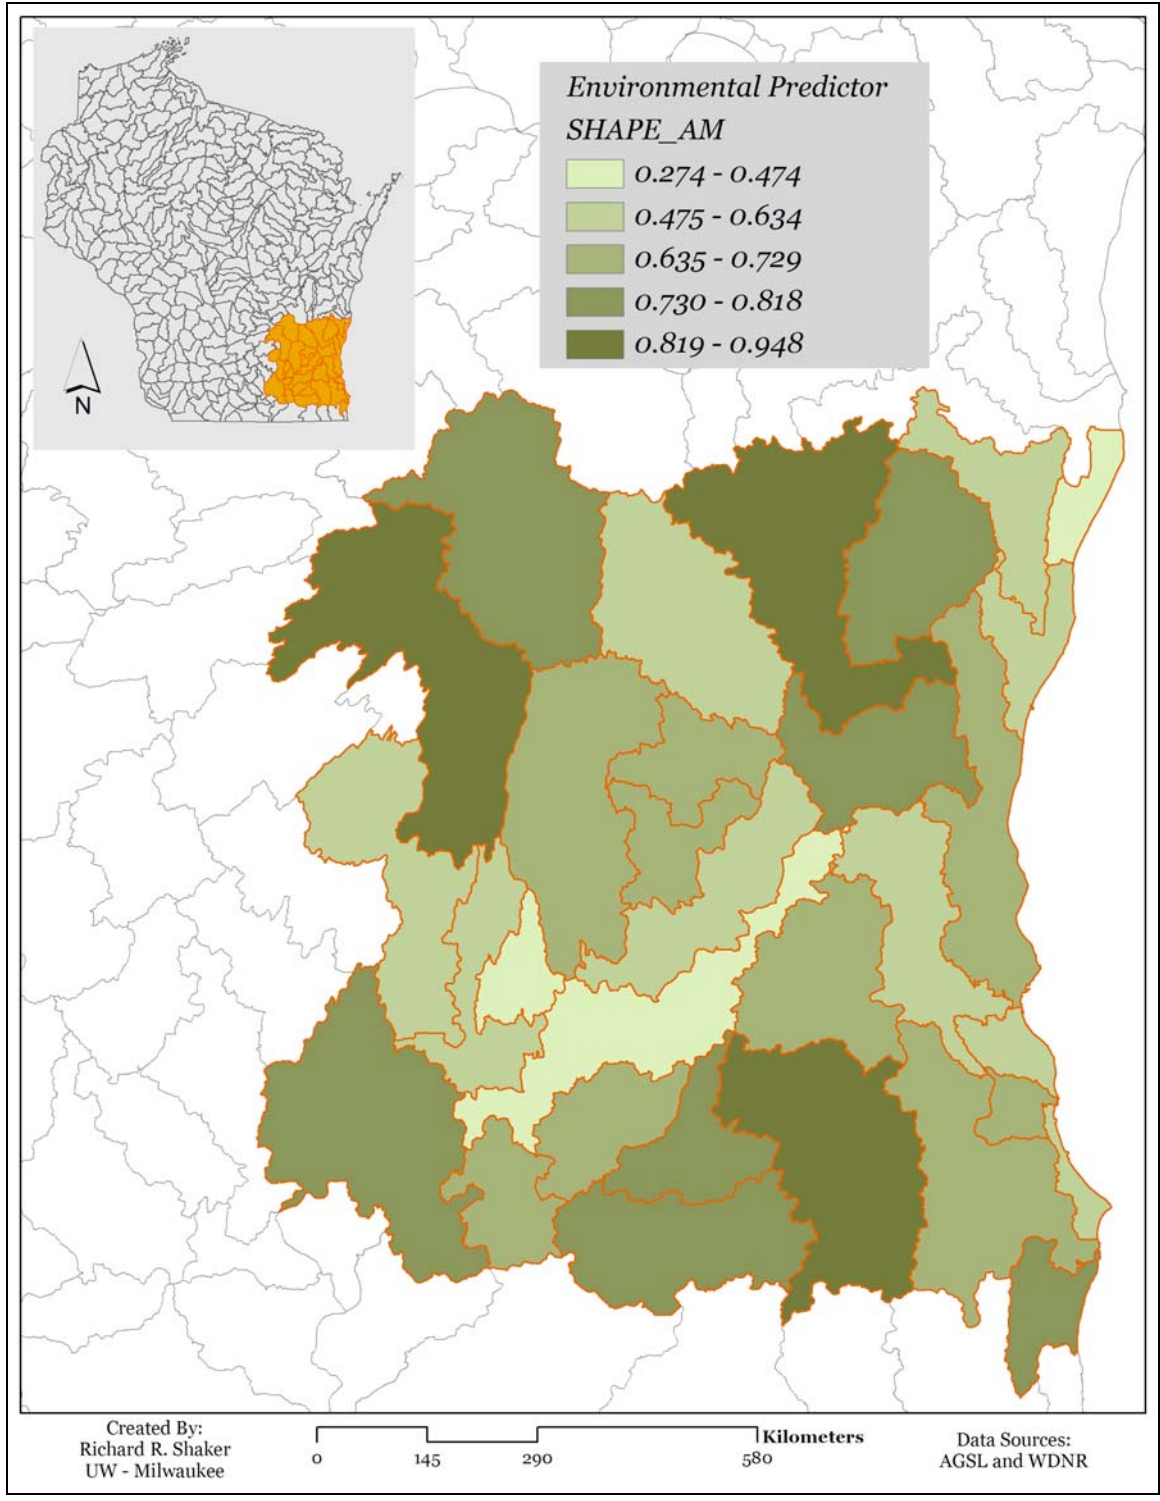 Environmental Predictor
SHAPE_AM
0.274 - 0.474
0.475 - 0.634
0.635 - 0.729
0.730 - 0.818
0.819 - 0.948
N
Created By:
Richard R. Shaker
UW - Milwaukee
0 145 290 580
Kilometers
Data Sources:
AGSL and WDNR